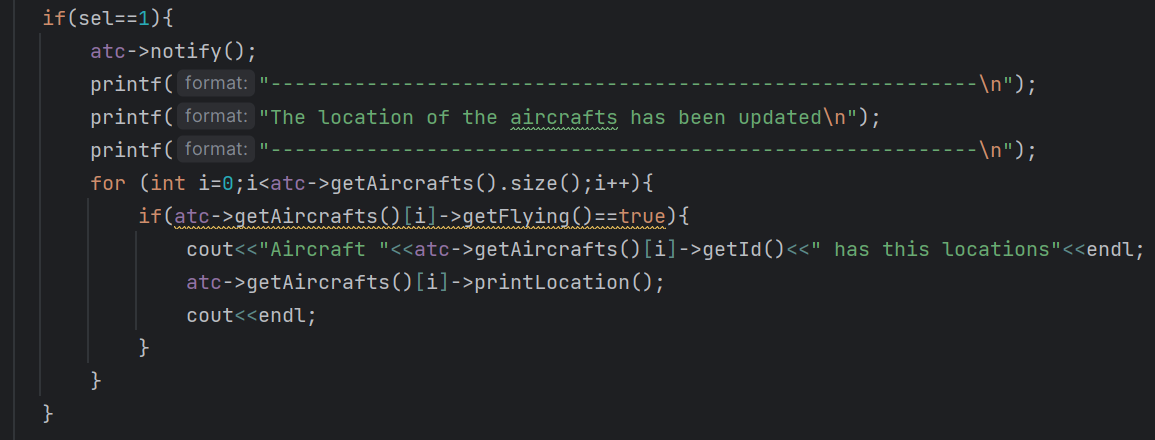 if(sel==1){
atc->notify();
printf( format: "-----------------------------------------------------------\n");
printf( format: "The location of the aircrafts has been updated\n");
printf( format: "-----------------------------------------------------------\n");
for (int i=0;i<atc->getAircrafts().size();i++){
if(atc->getAircrafts()[i]->getFlying()==true){
cout<<"Aircraft "<<atc->getAircrafts()[i]->getId()<<" has this locations"<<endl;
atc->getAircrafts()[i]->printLocation();
cout<<endl;
}
}
}